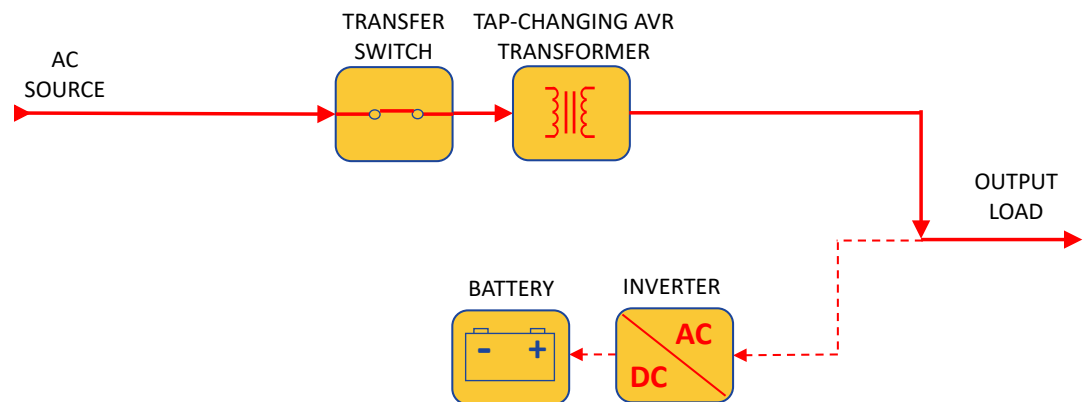 AC
SOURCE
TRANSFER
SWITCH
TAP-CHANGING AVR
TRANSFORMER
OUTPUT
LOAD
BATTERY
- +
INVERTER
AC
DC